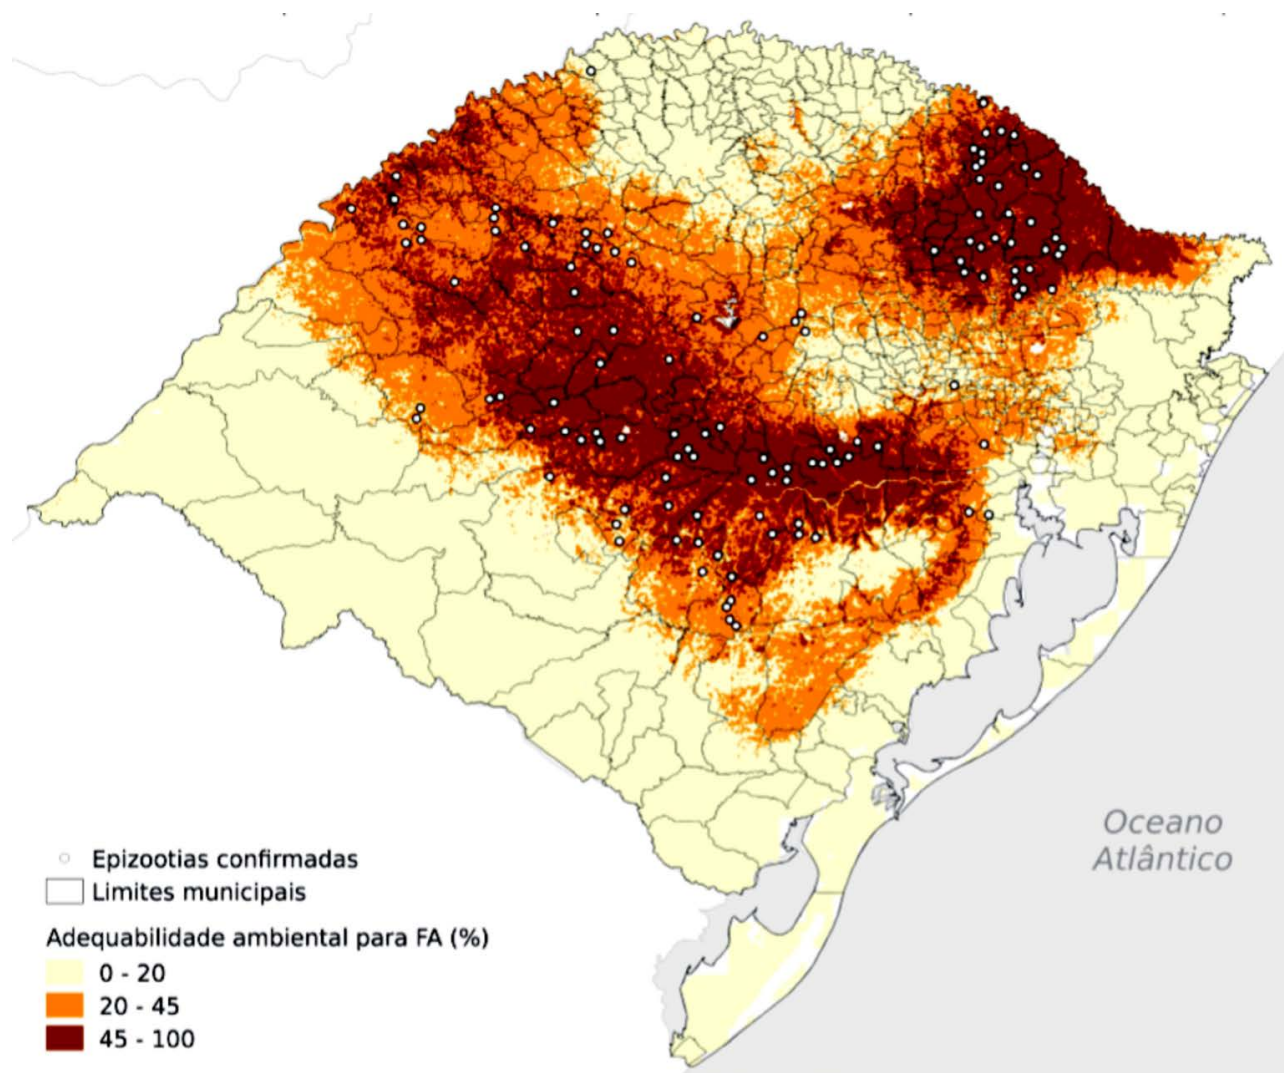 Oceano
Atlântico
Epizootias confirmadas
Limites municipais
Adequabilidade ambiental para FA (%)
0 - 20
20 - 45
45 - 100